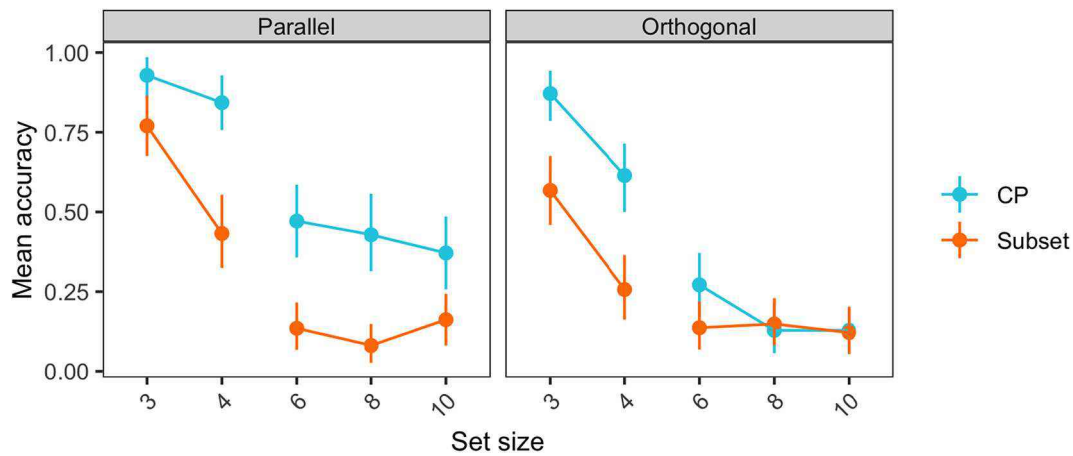 Parallel
Orthogonal
Mean accuracy
1.00
0.75
0.50
0.25
0.00
3 4 6 8 10
3 4 6 8 10
Set size
CP
Subset